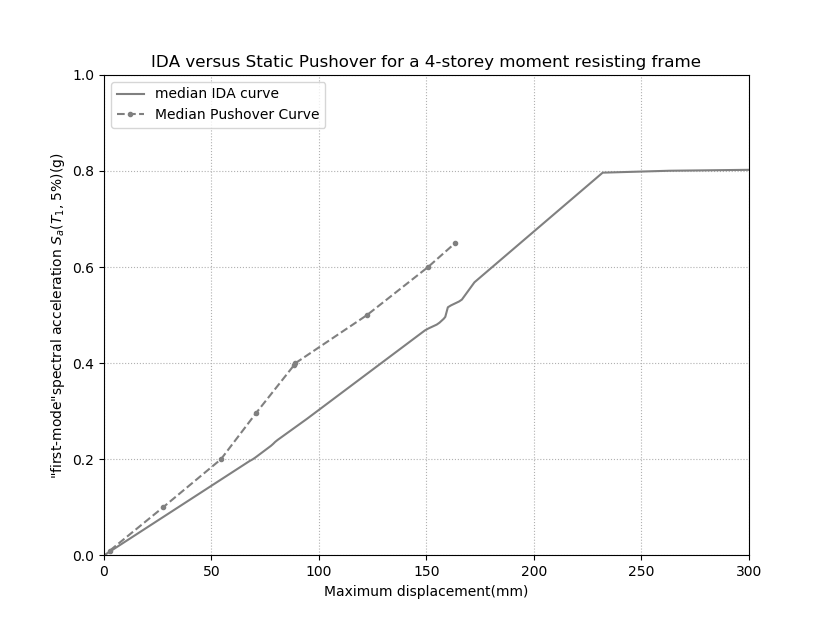 IDA versus Static Pushover for a 4-storey moment resisting frame
median IDA curve
Median Pushover Curve
1.0
0.8
0.6
0.4
0.2
0.0
"first-mode"spectral acceleration Sₐ(T₁, 5%)(g)
0 50 100 150 200 250 300
Maximum displacement(mm)